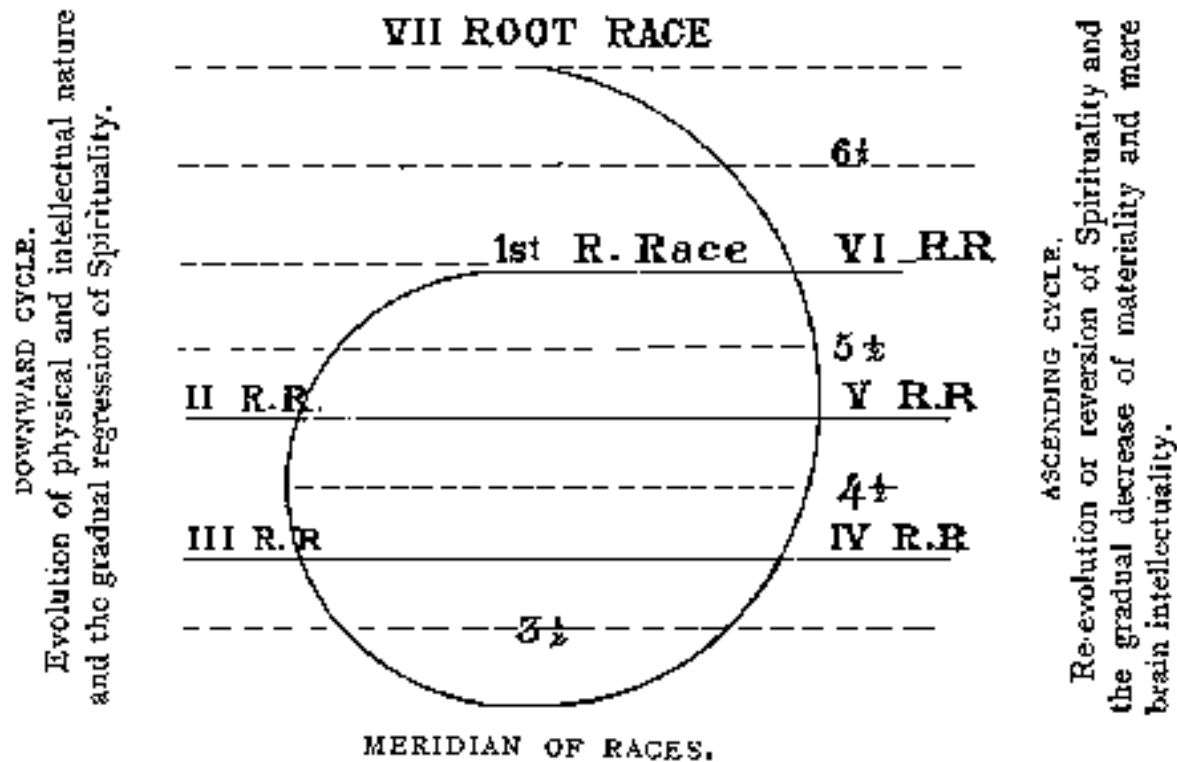 VII ROOT RACE
6½
1st R. Race VI R.R
5½
II R.R. V R.R
4½
III R.R IV R.R
3½
MERIDIAN OF RACES.
DOWNWARD CYCLE.
Evolution of physical and intellectual nature
and the gradual regression of Spirituality.
ASCENDING CYCLE.
Re-evolution or reversion of Spirituality and
the gradual decrease of materiality and mere
brain intellectuality.